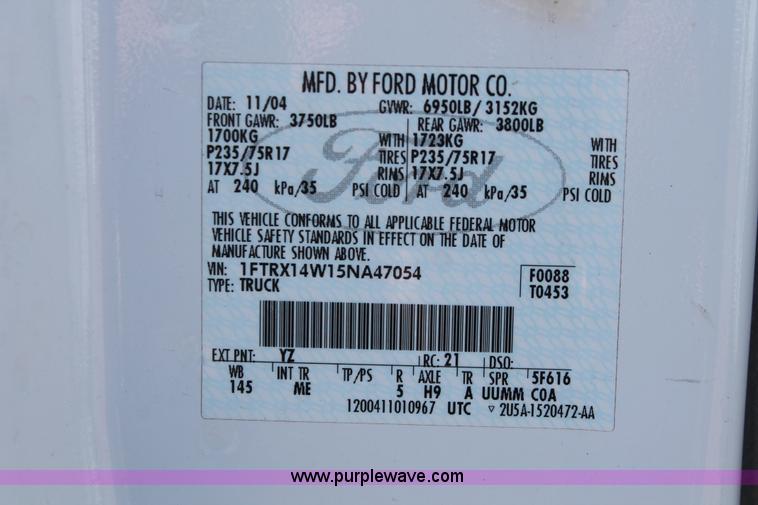 MFD. BY FORD MOTOR CO.
DATE: 11/04 GVWR: 6950LB / 3152KG
FRONT GAWR: 3750LB REAR GAWR: 3800LB
1700KG WITH 1723KG WITH
P235/75R17 TIRES P235/75R17 TIRES
17X7.5J RIMS 17X7.5J RIMS
AT 240 kPa/35 PSI COLD AT 240 kPa/35 PSI COLD
Ford
THIS VEHICLE CONFORMS TO ALL APPLICABLE FEDERAL MOTOR
VEHICLE SAFETY STANDARDS IN EFFECT ON THE DATE OF
MANUFACTURE SHOWN ABOVE.
VIN: 1FTRX14W15NA47054 F0088
TYPE: TRUCK T0453
EXT PNT: YZ RC: 21 DSO:
WB INT TR TP/PS R AXLE TR SPR 5F616
145 ME 5 H9 A UUMM COA
1200411010967 UTC ▽ 2U5A-1520472-AA
www.purplewave.com